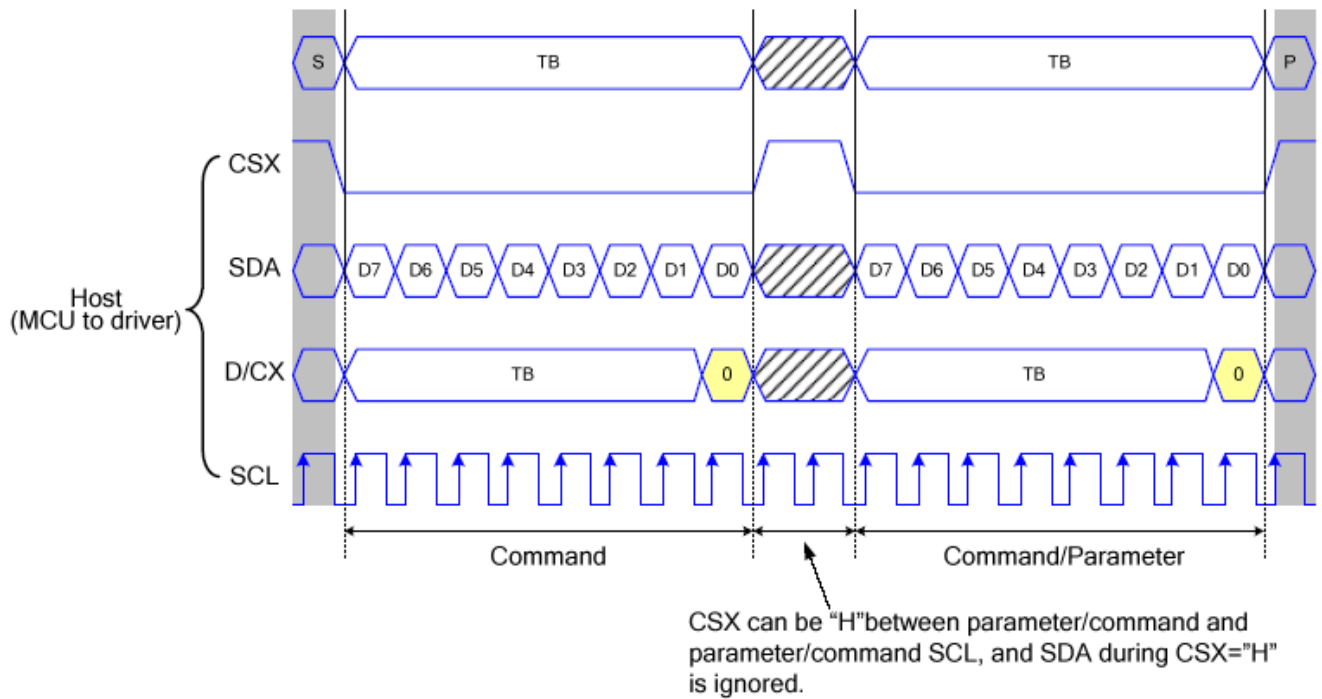 S TB TB P
CSX
SDA D7 D6 D5 D4 D3 D2 D1 D0 D7 D6 D5 D4 D3 D2 D1 D0
Host
(MCU to driver)
D/CX TB 0 TB 0
SCL
Command Command/Parameter
CSX can be “H”between parameter/command and
parameter/command SCL, and SDA during CSX=”H”
is ignored.